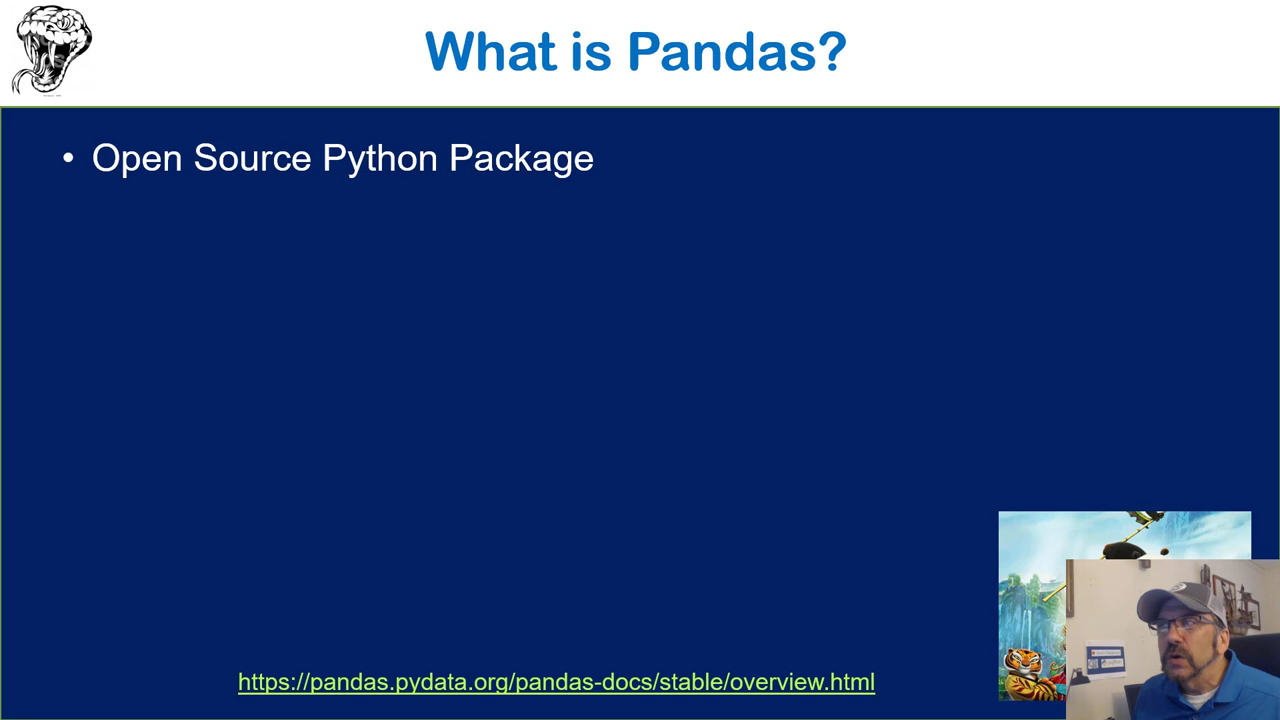 What is Pandas?
• Open Source Python Package
https://pandas.pydata.org/pandas-docs/stable/overview.html